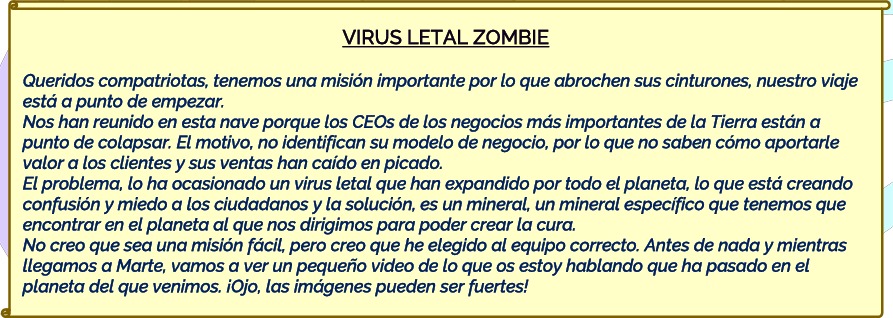 VIRUS LETAL ZOMBIE
Queridos compatriotas, tenemos una misión importante por lo que abrochen sus cinturones, nuestro viaje
está a punto de empezar.
Nos han reunido en esta nave porque los CEOs de los negocios más importantes de la Tierra están a
punto de colapsar. El motivo, no identifican su modelo de negocio, por lo que no saben cómo aportarle
valor a los clientes y sus ventas han caído en picado.
El problema, lo ha ocasionado un virus letal que han expandido por todo el planeta, lo que está creando
confusión y miedo a los ciudadanos y la solución, es un mineral, un mineral específico que tenemos que
encontrar en el planeta al que nos dirigimos para poder crear la cura.
No creo que sea una misión fácil, pero creo que he elegido al equipo correcto. Antes de nada y mientras
llegamos a Marte, vamos a ver un pequeño video de lo que os estoy hablando que ha pasado en el
planeta del que venimos. ¡Ojo, las imágenes pueden ser fuertes!